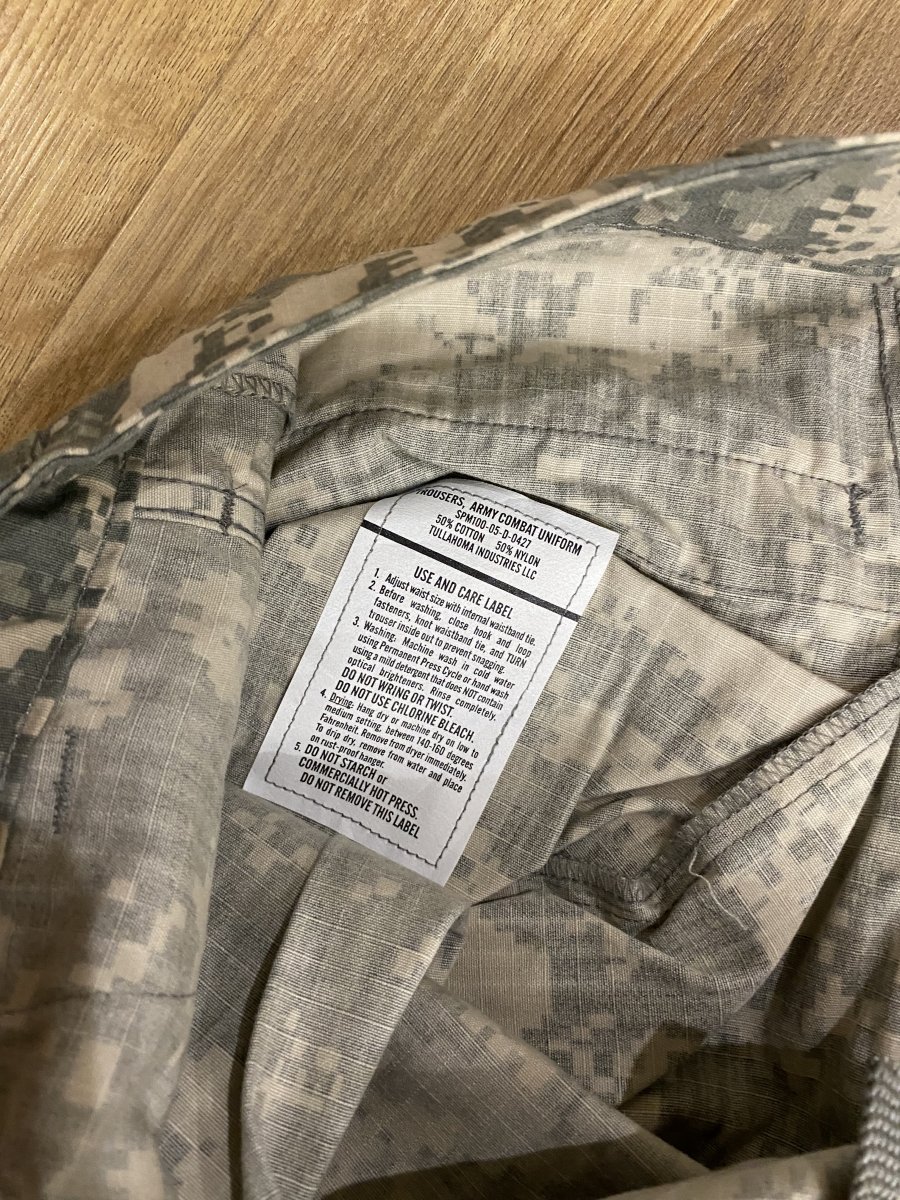 TROUSERS, ARMY COMBAT UNIFORM
SPM100-05-D-0427
50% COTTON 50% NYLON
TULLAHOMA INDUSTRIES LLC
USE AND CARE LABEL
1. Adjust waist size with internal waistband tie.
2. Before washing, close hook and loop
fasteners, knot waistband tie, and TURN
trouser inside out to prevent snagging.
3. Washing. Machine wash in cold water
using Permanent Press Cycle or hand wash
using a mild detergent that does NOT contain
optical brighteners. Rinse completely.
DO NOT WRING OR TWIST.
DO NOT USE CHLORINE BLEACH.
4. Drying. Hang dry or machine dry on low to
medium setting, between 140-160 degrees
Fahrenheit. Remove from dryer immediately.
To drip dry, remove from water and place
on rust-proof hanger.
5. DO NOT STARCH or
COMMERCIALLY HOT PRESS.
DO NOT REMOVE THIS LABEL